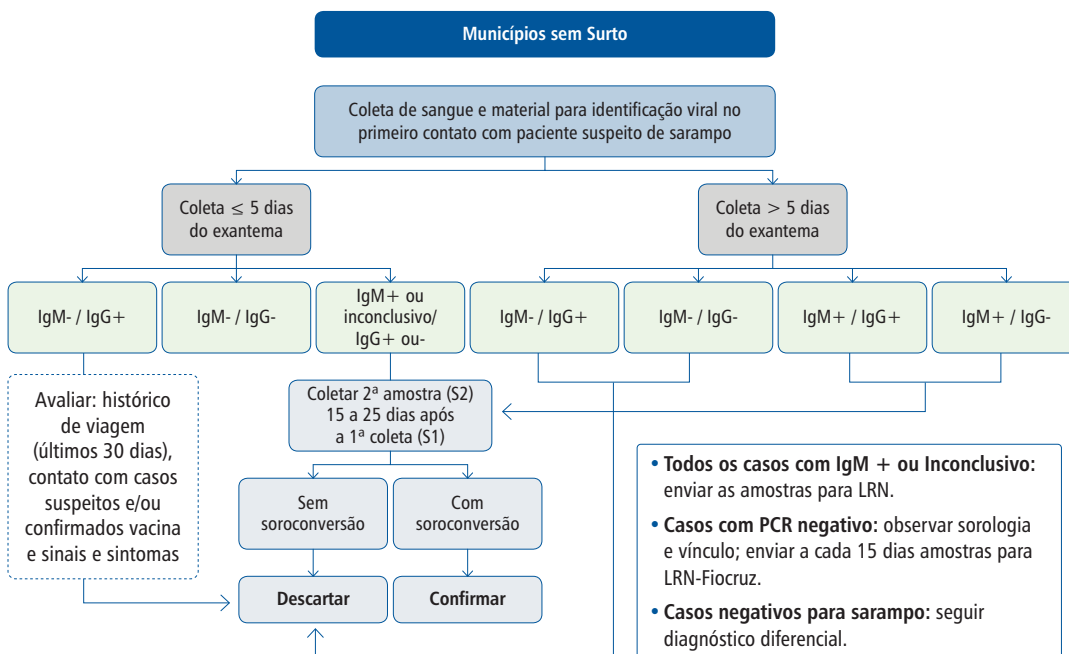 Municípios sem Surto
Coleta de sangue e material para identificação viral no
primeiro contato com paciente suspeito de sarampo
Coleta ≤ 5 dias
do exantema
Coleta > 5 dias
do exantema
IgM- / IgG+
IgM- / IgG-
IgM+ ou
inconclusivo/
IgG+ ou-
IgM- / IgG+
IgM- / IgG-
IgM+ / IgG+
IgM+ / IgG-
Avaliar: histórico
de viagem
(últimos 30 dias),
contato com casos
suspeitos e/ou
confirmados vacina
e sinais e sintomas
Coletar 2ª amostra (S2)
15 a 25 dias após
a 1ª coleta (S1)
Sem
soroconversão
Com
soroconversão
Descartar
Confirmar
• Todos os casos com IgM + ou Inconclusivo:
enviar as amostras para LRN.
• Casos com PCR negativo: observar sorologia
e vínculo; enviar a cada 15 dias amostras para
LRN-Fiocruz.
• Casos negativos para sarampo: seguir
diagnóstico diferencial.